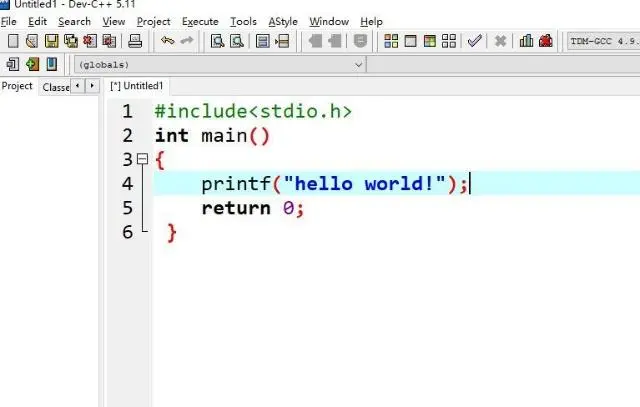 Untitled1 - Dev-C++ 5.11
File Edit Search View Project Execute Tools AStyle Window Help
TDM-GCC 4.9.
(globals)
Project Classe [*] Untitled1
1 #include<stdio.h>
2 int main()
3 {
4 printf("hello world!");
5 return 0;
6 }